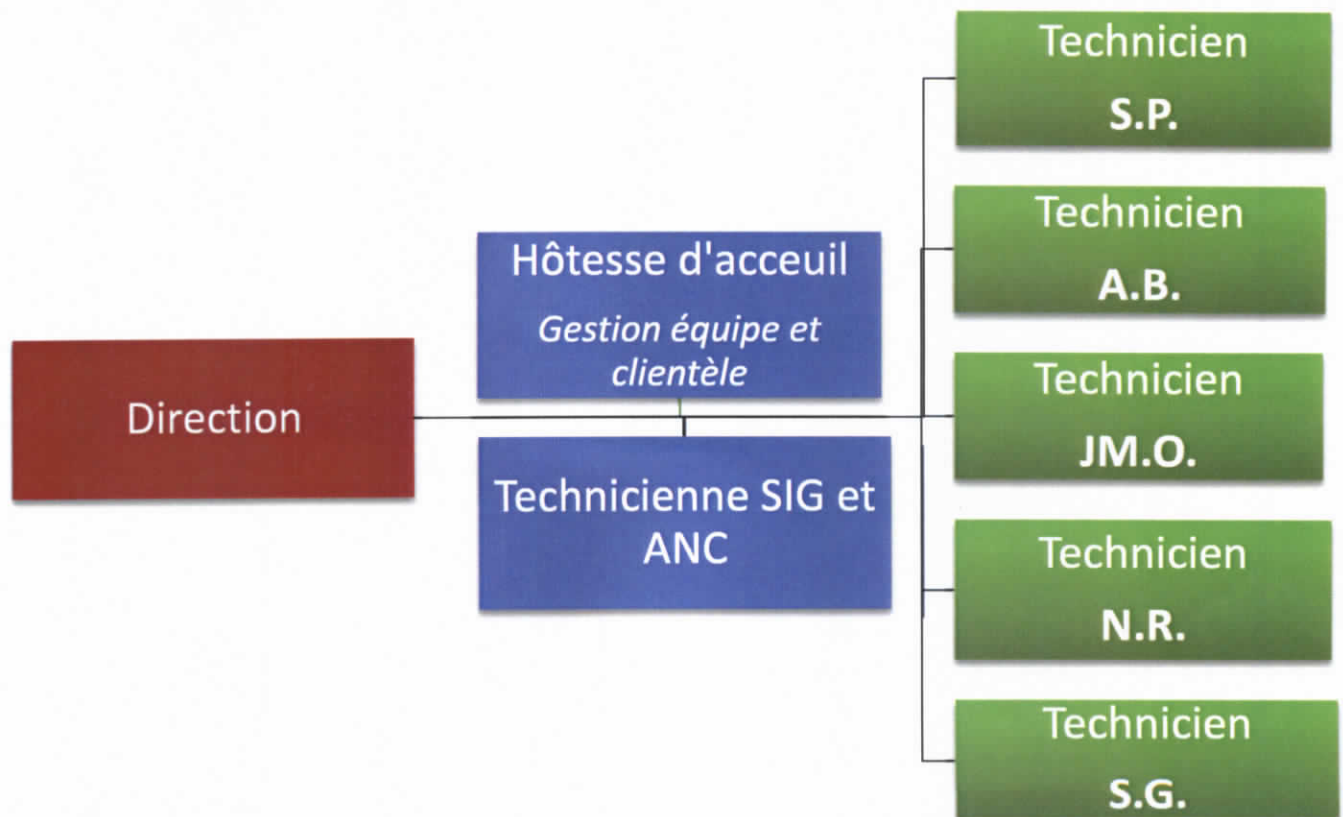 Direction
Hôtesse d'acceuil
Gestion équipe et
clientèle
Technicienne SIG et
ANC
Technicien
S.P.
Technicien
A.B.
Technicien
JM.O.
Technicien
N.R.
Technicien
S.G.